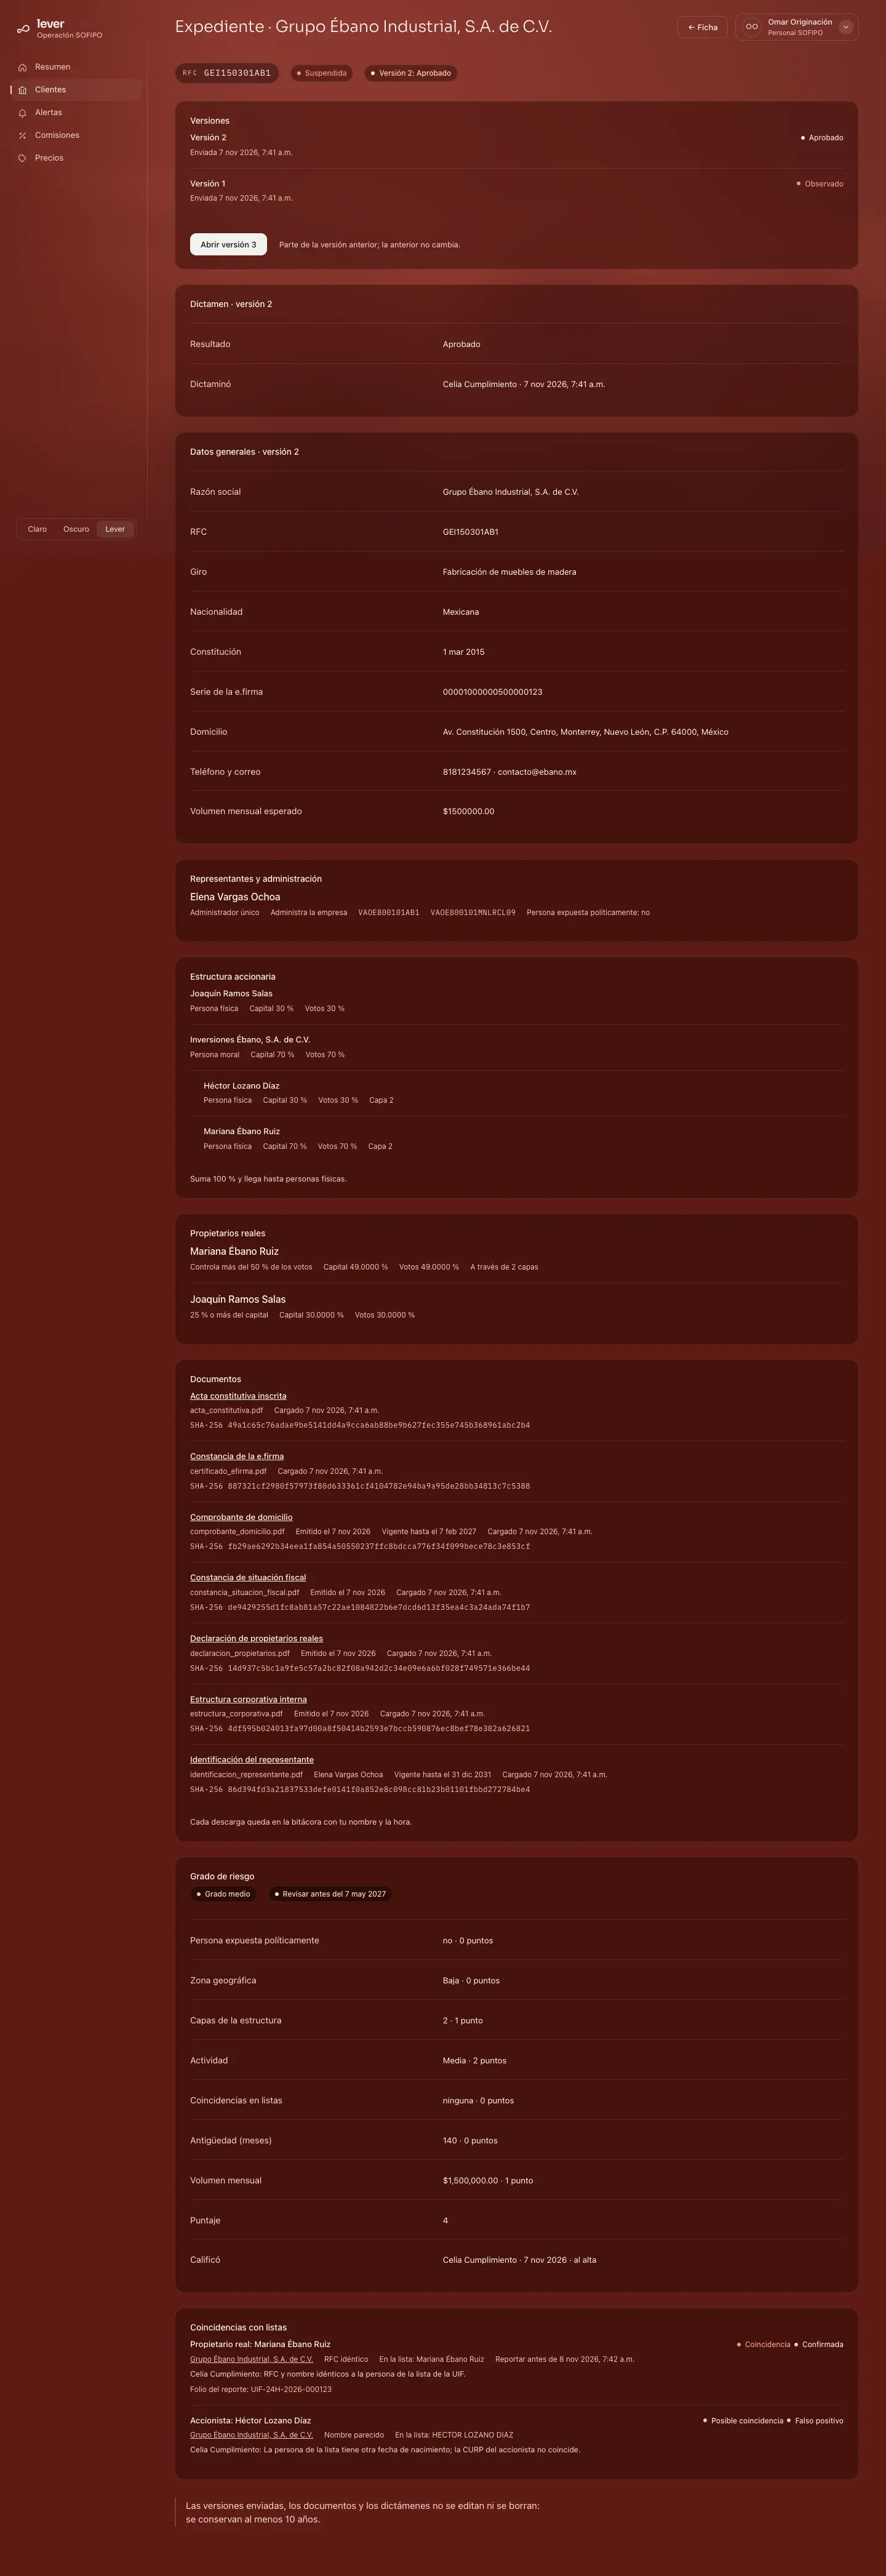 lever
Operación SOFIPO
Resumen
Clientes
Alertas
Comisiones
Precios
Claro Oscuro Lever
Expediente · Grupo Ébano Industrial, S.A. de C.V.
← Ficha
OO
Omar Originación
Personal SOFIPO
RFC GEI150301AB1
Suspendida
Versión 2: Aprobado
Versiones
Versión 2
Aprobado
Enviada 7 nov 2026, 7:41 a.m.
Versión 1
Observado
Enviada 7 nov 2026, 7:41 a.m.
Abrir versión 3
Parte de la versión anterior; la anterior no cambia.
Dictamen · versión 2
Resultado Aprobado
Dictaminó Celia Cumplimiento · 7 nov 2026, 7:41 a.m.
Datos generales · versión 2
Razón social Grupo Ébano Industrial, S.A. de C.V.
RFC GEI150301AB1
Giro Fabricación de muebles de madera
Nacionalidad Mexicana
Constitución 1 mar 2015
Serie de la e.firma 00001000000500000123
Domicilio Av. Constitución 1500, Centro, Monterrey, Nuevo León, C.P. 64000, México
Teléfono y correo 8181234567 · contacto@ebano.mx
Volumen mensual esperado $1500000.00
Representantes y administración
Elena Vargas Ochoa
Administrador único Administra la empresa VAOE800101AB1 VAOE800101MNLRCL09 Persona expuesta políticamente: no
Estructura accionaria
Joaquín Ramos Salas
Persona física Capital 30 % Votos 30 %
Inversiones Ébano, S.A. de C.V.
Persona moral Capital 70 % Votos 70 %
Héctor Lozano Díaz
Persona física Capital 30 % Votos 30 % Capa 2
Mariana Ébano Ruiz
Persona física Capital 70 % Votos 70 % Capa 2
Suma 100 % y llega hasta personas físicas.
Propietarios reales
Mariana Ébano Ruiz
Controla más del 50 % de los votos Capital 49.0000 % Votos 49.0000 % A través de 2 capas
Joaquín Ramos Salas
25 % o más del capital Capital 30.0000 % Votos 30.0000 %
Documentos
Acta constitutiva inscrita
acta_constitutiva.pdf Cargado 7 nov 2026, 7:41 a.m.
SHA-256 49a1c65c76adae9be5141dd4a9cca6ab88be9b627fec355e745b368961abc2b4
Constancia de la e.firma
certificado_efirma.pdf Cargado 7 nov 2026, 7:41 a.m.
SHA-256 887321cf2980f57973f80d633361cf4104782e94ba9a95de28bb34813c7c5388
Comprobante de domicilio
comprobante_domicilio.pdf Emitido el 7 nov 2026 Vigente hasta el 7 feb 2027 Cargado 7 nov 2026, 7:41 a.m.
SHA-256 fb29ae6292b34eea1fa854a50550237ffc8bdcca776f34f099bece78c3e853cf
Constancia de situación fiscal
constancia_situacion_fiscal.pdf Emitido el 7 nov 2026 Cargado 7 nov 2026, 7:41 a.m.
SHA-256 de9429255d1fc8ab81a57c22ae1084822b6e7dcd6d13f35ea4c3a24ada74f1b7
Declaración de propietarios reales
declaracion_propietarios.pdf Emitido el 7 nov 2026 Cargado 7 nov 2026, 7:41 a.m.
SHA-256 14d937c5bc1a9fe5c57a2bc82f08a942d2c34e09e6a6bf028f749571e366be44
Estructura corporativa interna
estructura_corporativa.pdf Emitido el 7 nov 2026 Cargado 7 nov 2026, 7:41 a.m.
SHA-256 4df595b024013fa97d00a8f50414b2593e7bccb590876ec8bef78e382a626821
Identificación del representante
identificacion_representante.pdf Elena Vargas Ochoa Vigente hasta el 31 dic 2031 Cargado 7 nov 2026, 7:41 a.m.
SHA-256 86d394fd3a21837533defe0141f0a852e8c098cc81b23b01101fbbd272784be4
Cada descarga queda en la bitácora con tu nombre y la hora.
Grado de riesgo
Grado medio
Revisar antes del 7 may 2027
Persona expuesta políticamente no · 0 puntos
Zona geográfica Baja · 0 puntos
Capas de la estructura 2 · 1 punto
Actividad Media · 2 puntos
Coincidencias en listas ninguna · 0 puntos
Antigüedad (meses) 140 · 0 puntos
Volumen mensual $1,500,000.00 · 1 punto
Puntaje 4
Calificó Celia Cumplimiento · 7 nov 2026 · al alta
Coincidencias con listas
Propietario real: Mariana Ébano Ruiz
Coincidencia Confirmada
Grupo Ébano Industrial, S.A. de C.V. RFC idéntico En la lista: Mariana Ébano Ruiz Reportar antes de 8 nov 2026, 7:42 a.m.
Celia Cumplimiento: RFC y nombre idénticos a la persona de la lista de la UIF.
Folio del reporte: UIF-24H-2026-000123
Accionista: Héctor Lozano Díaz
Posible coincidencia Falso positivo
Grupo Ébano Industrial, S.A. de C.V. Nombre parecido En la lista: HECTOR LOZANO DIAZ
Celia Cumplimiento: La persona de la lista tiene otra fecha de nacimiento; la CURP del accionista no coincide.
Las versiones enviadas, los documentos y los dictámenes no se editan ni se borran:
se conservan al menos 10 años.